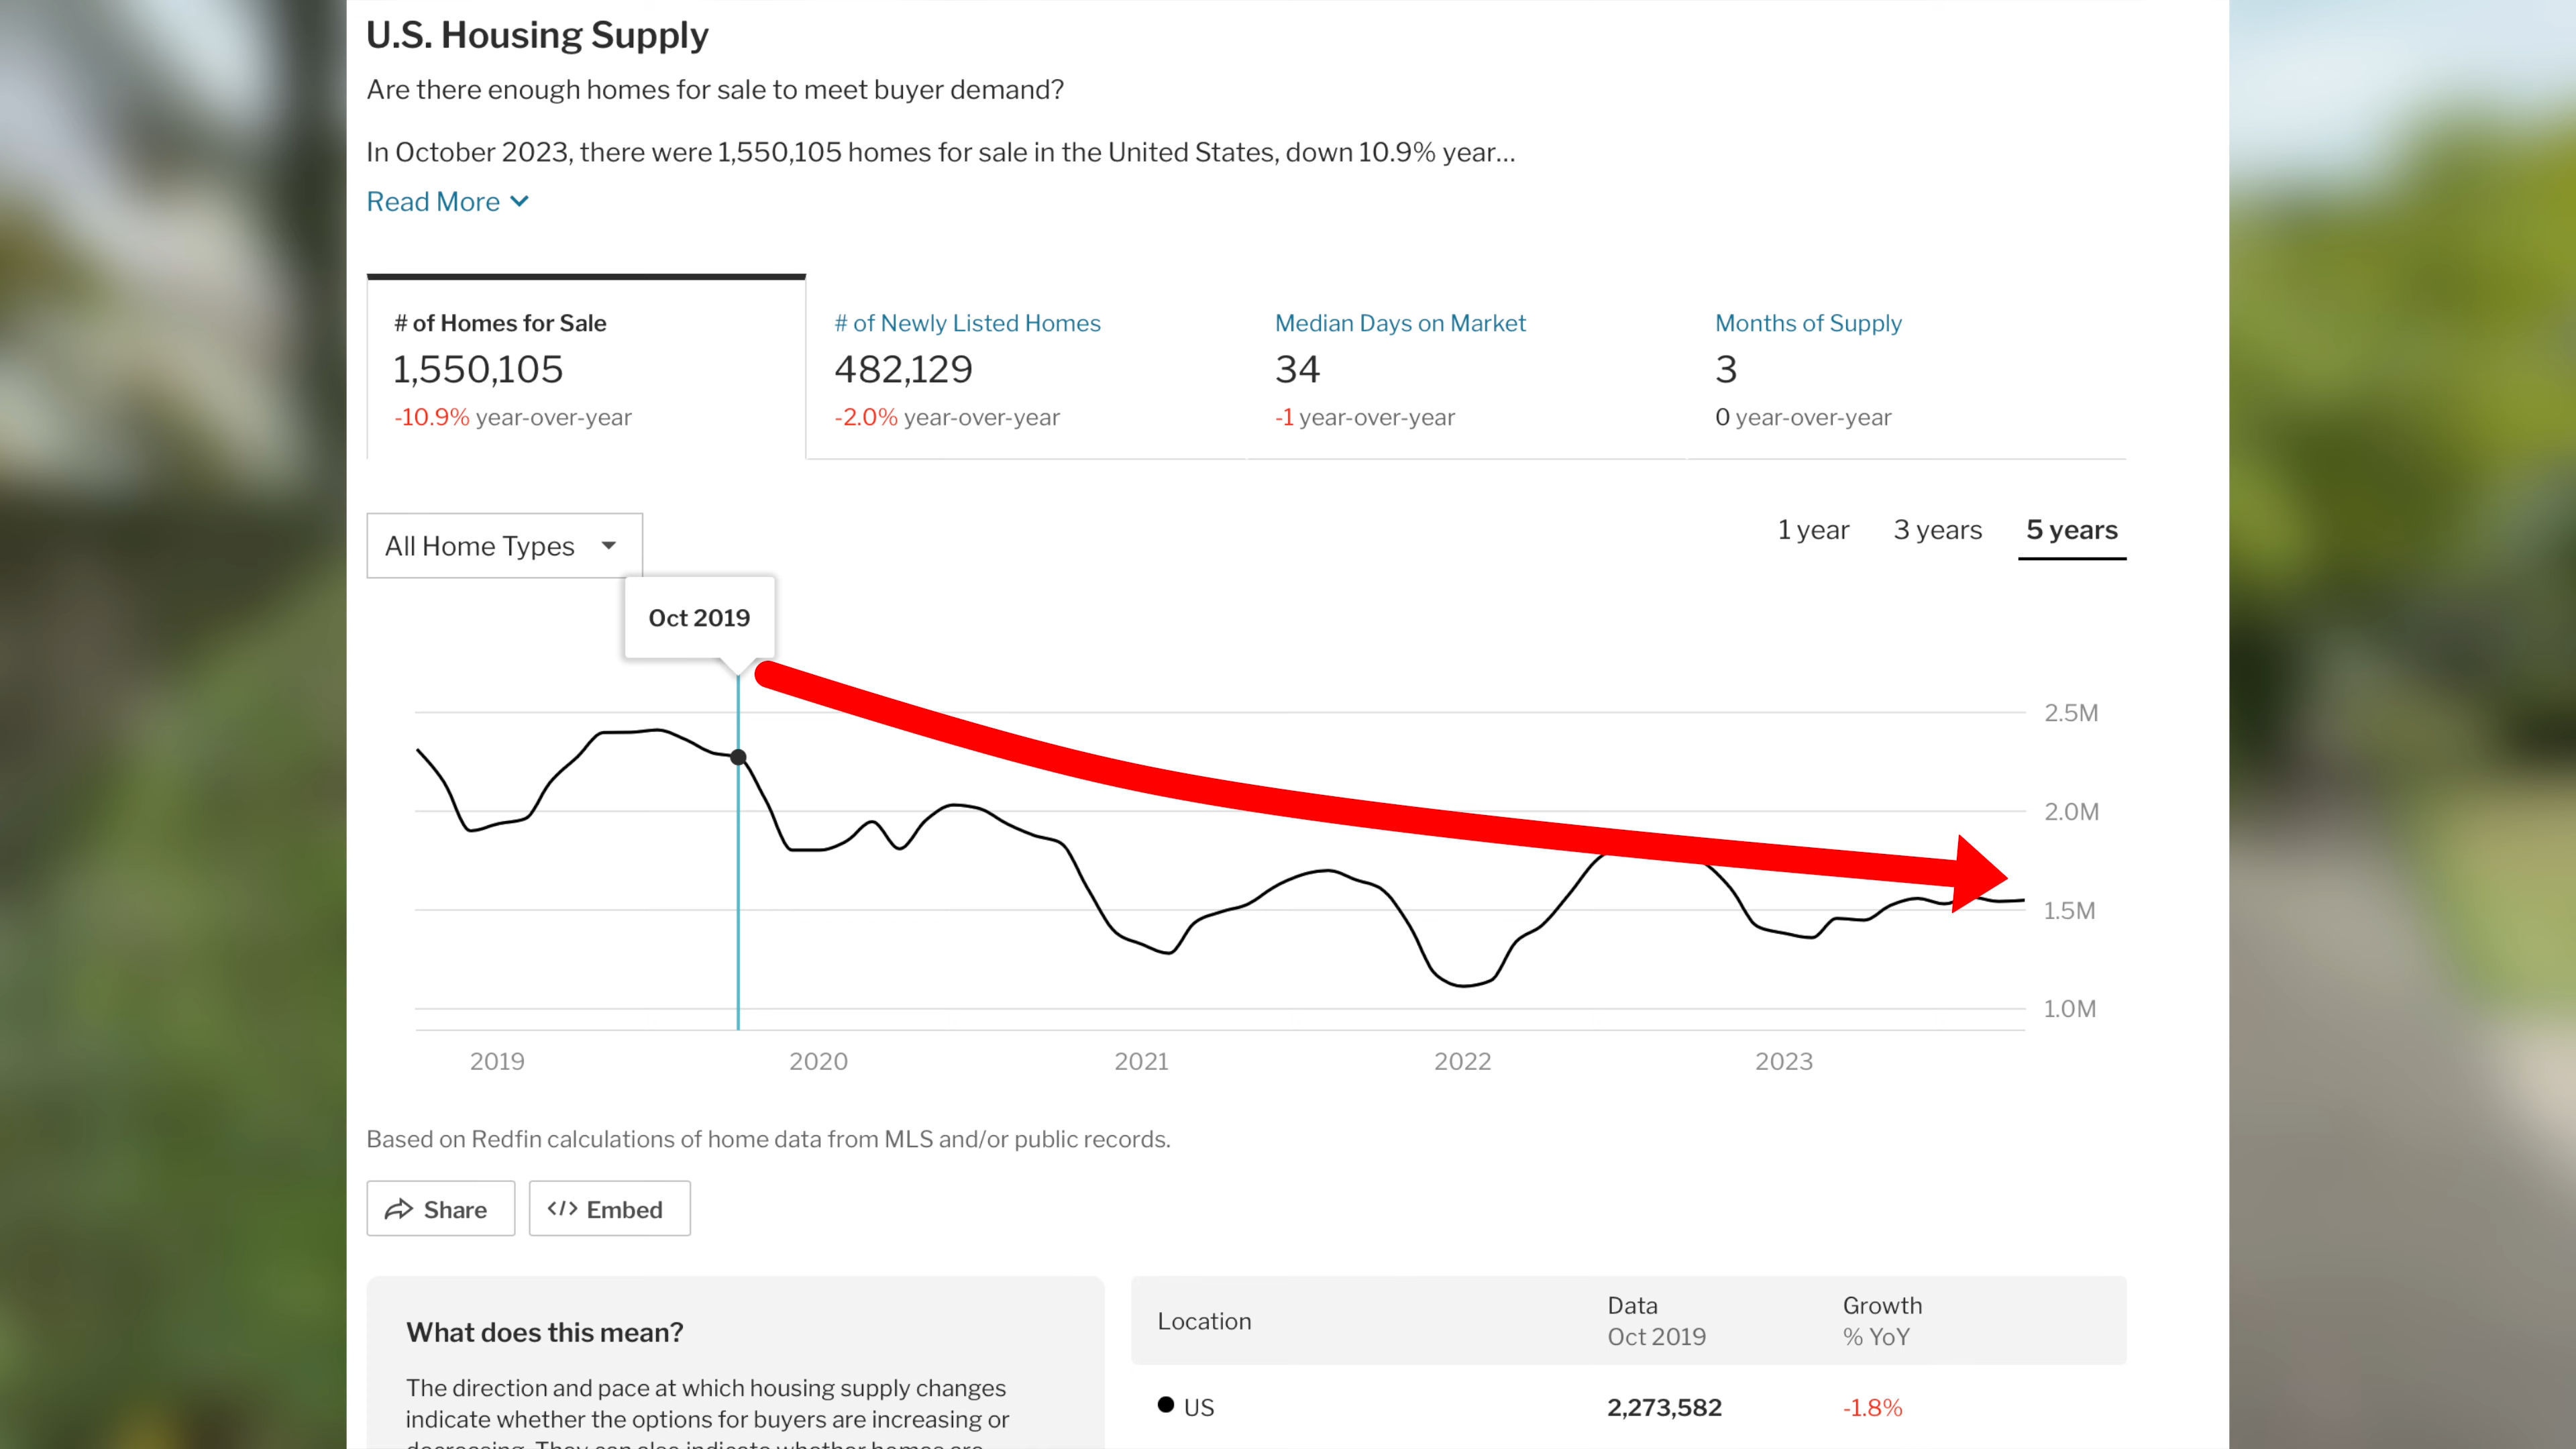 U.S. Housing Supply
Are there enough homes for sale to meet buyer demand?
In October 2023, there were 1,550,105 homes for sale in the United States, down 10.9% year...
Read More
# of Homes for Sale
1,550,105
-10.9% year-over-year
# of Newly Listed Homes
482,129
-2.0% year-over-year
Median Days on Market
34
-1 year-over-year
Months of Supply
3
0 year-over-year
All Home Types
1 year 3 years 5 years
Oct 2019
2.5M
2.0M
1.5M
1.0M
2019 2020 2021 2022 2023
Based on Redfin calculations of home data from MLS and/or public records.
Share
</> Embed
What does this mean?
The direction and pace at which housing supply changes
indicate whether the options for buyers are increasing or
Location
Data
Oct 2019
Growth
% YoY
US
2,273,582
-1.8%